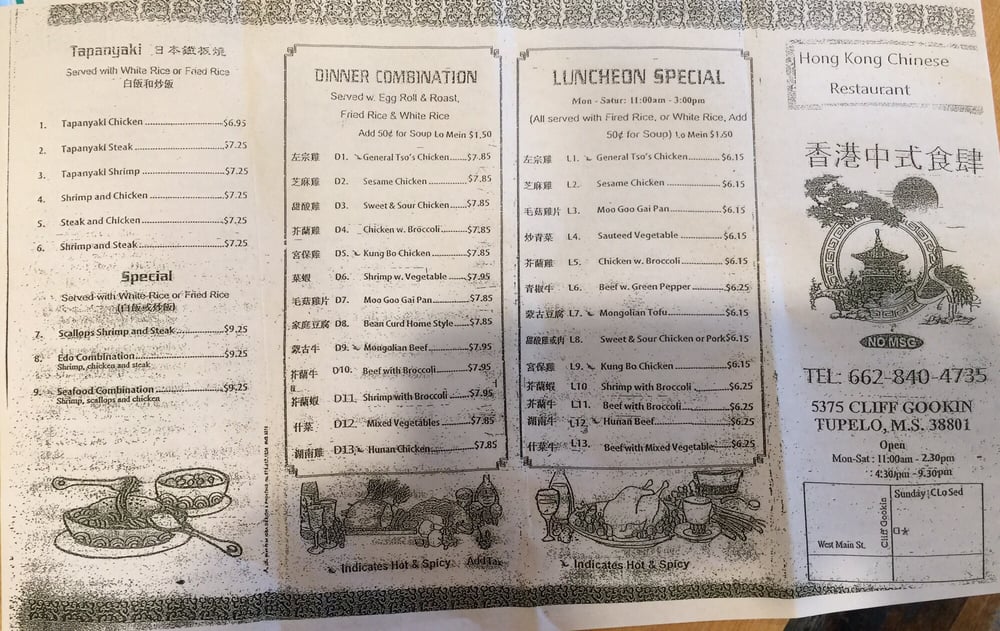 Tapanyaki 日本鐵板燒
Served with White Rice or Fried Rice
白飯和炒飯
1. Tapanyaki Chicken ..... $6.95
2. Tapanyaki Steak ..... $7.25
3. Tapanyaki Shrimp ..... $7.25
4. Shrimp and Chicken ..... $7.25
5. Steak and Chicken ..... $7.25
6. Shrimp and Steak ..... $7.25
Special
Served with White Rice or Fried Rice
(白飯或炒飯)
7. Scallops Shrimp and Steak ..... $9.25
8. Edo Combination ..... $9.25
Shrimp, chicken and steak
9. Seafood Combination ..... $9.25
Shrimp, scallops and chicken
DINNER COMBINATION
Served w. Egg Roll & Roast,
Fried Rice & White Rice
Add 50¢ for Soup Lo Mein $1.50
左宗雞 D1. General Tso's Chicken ..... $7.85
芝麻雞 D2. Sesame Chicken ..... $7.85
甜酸雞 D3. Sweet & Sour Chicken ..... $7.85
芥蘭雞 D4. Chicken w. Broccoli ..... $7.85
宮保雞 D5. Kung Bo Chicken ..... $7.85
菜蝦 D6. Shrimp w. Vegetable ..... $7.95
毛菇雞片 D7. Moo Goo Gai Pan ..... $7.85
家庭豆腐 D8. Bean Curd Home Style ..... $7.85
蒙古牛 D9. Mongolian Beef ..... $7.95
芥蘭牛 D10. Beef with Broccoli ..... $7.95
芥蘭蝦 D11. Shrimp with Broccoli ..... $7.95
什菜 D12. Mixed Vegetables ..... $7.85
湖南雞 D13. Hunan Chicken ..... $7.85
Indicates Hot & Spicy Add Tax
LUNCHEON SPECIAL
Mon - Satur: 11:00am - 3:00pm
(All served with Fired Rice, or White Rice, Add
50¢ for Soup) Lo Mein $1.50
左宗雞 L1. General Tso's Chicken ..... $6.15
芝麻雞 L2. Sesame Chicken ..... $6.15
毛菇雞片 L3. Moo Goo Gai Pan ..... $6.15
炒青菜 L4. Sauteed Vegetable ..... $6.15
芥蘭雞 L5. Chicken w. Broccoli ..... $6.15
青椒牛 L6. Beef w. Green Pepper ..... $6.25
蒙古豆腐 L7. Mongolian Tofu ..... $6.15
甜酸雞或肉 L8. Sweet & Sour Chicken or Pork $6.15
宮保雞 L9. Kung Bo Chicken ..... $6.15
芥蘭蝦 L10 Shrimp with Broccoli ..... $6.25
芥蘭牛 L11. Beef with Broccoli ..... $6.25
湖南牛 L12. Hunan Beef ..... $6.25
什菜牛 L13. Beef with Mixed Vegetable ..... $6.25
Indicates Hot & Spicy
Hong Kong Chinese
Restaurant
香港中式食肆
NO MSG
TEL: 662-840-4735
5375 CLIFF GOOKIN
TUPELO, M.S. 38801
Open
Mon-Sat : 11:00am - 2.30pm
: 4:30/pm - 9.30pm
Sunday : CLoSed
Cliff Gookin
West Main St.